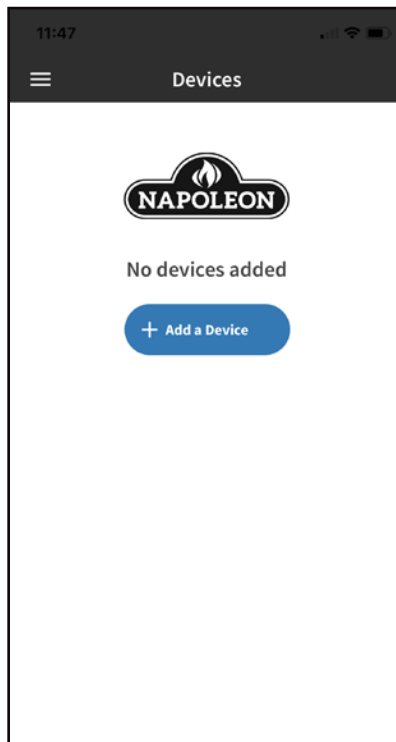 11:47
Devices
NAPOLEON
No devices added
+ Add a Device